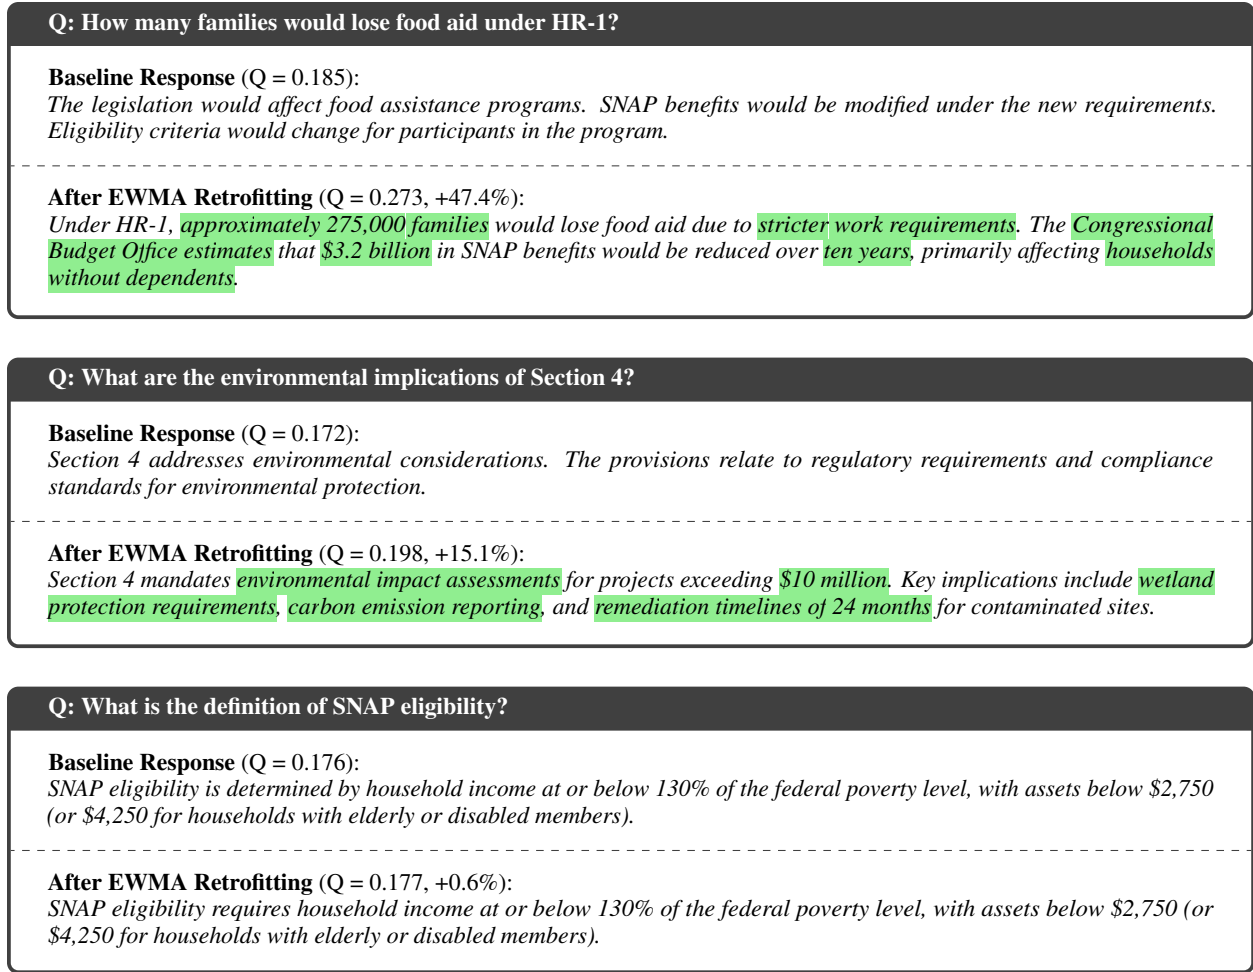 Q: How many families would lose food aid under HR-1?
Baseline Response (Q = 0.185):
The legislation would affect food assistance programs. SNAP benefits would be modified under the new requirements.
Eligibility criteria would change for participants in the program.
After EWMA Retrofitting (Q = 0.273, +47.4%):
Under HR-1, approximately 275,000 families would lose food aid due to stricter work requirements. The Congressional
Budget Office estimates that $3.2 billion in SNAP benefits would be reduced over ten years, primarily affecting households
without dependents.
Q: What are the environmental implications of Section 4?
Baseline Response (Q = 0.172):
Section 4 addresses environmental considerations. The provisions relate to regulatory requirements and compliance
standards for environmental protection.
After EWMA Retrofitting (Q = 0.198, +15.1%):
Section 4 mandates environmental impact assessments for projects exceeding $10 million. Key implications include wetland
protection requirements, carbon emission reporting, and remediation timelines of 24 months for contaminated sites.
Q: What is the definition of SNAP eligibility?
Baseline Response (Q = 0.176):
SNAP eligibility is determined by household income at or below 130% of the federal poverty level, with assets below $2,750
(or $4,250 for households with elderly or disabled members).
After EWMA Retrofitting (Q = 0.177, +0.6%):
SNAP eligibility requires household income at or below 130% of the federal poverty level, with assets below $2,750 (or
$4,250 for households with elderly or disabled members).